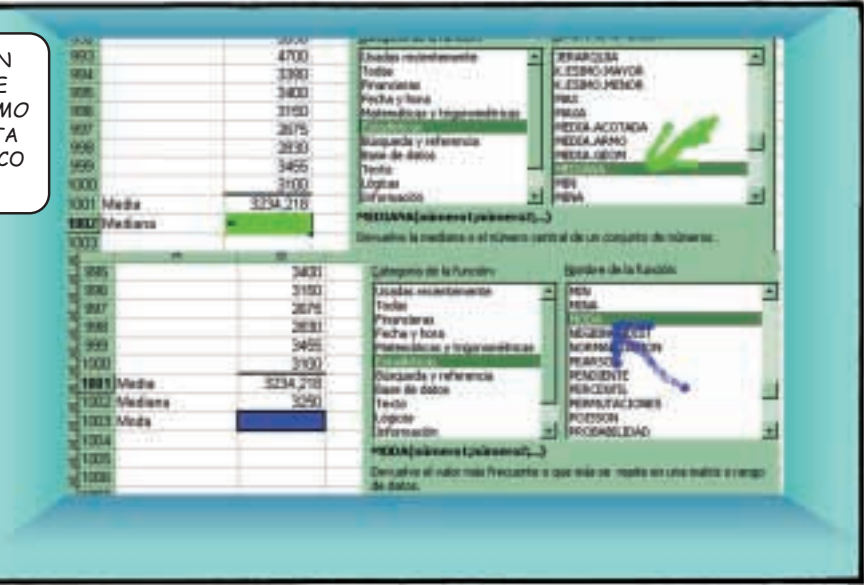 N
E
MO
TA
CO
993 4700
994 3390
995 3400
996 3150
997 2675
998 2830
999 3455
1000 3100
1001 Media 3234,218
1002 Mediana =
1003
Usadas recientemente
Todas
Financieras
Fecha y hora
Matemáticas y trigonométricas
Estadísticas
Búsqueda y referencia
Base de datos
Texto
Lógicas
Información
JERARQUIA
K.ESIMO.MAYOR
K.ESIMO.MENOR
MAX
MAXA
MEDIA.ACOTADA
MEDIA.ARMO
MEDIA.GEOM
MEDIANA
MIN
MINA
MEDIANA(número1;número2;...)
Devuelve la mediana o el número central de un conjunto de números.
995 3400
996 3150
997 2675
998 2830
999 3455
1000 3100
1001 Media 3234,218
1002 Mediana 3250
1003 Moda
1004
1005
1006
Categoría de la función:
Usadas recientemente
Todas
Financieras
Fecha y hora
Matemáticas y trigonométricas
Estadísticas
Búsqueda y referencia
Base de datos
Texto
Lógicas
Información
Nombre de la función:
MIN
MINA
MODA
PEARSON
PENDIENTE
PERCENTIL
PERMUTACIONES
POISSON
PROBABILIDAD
MODA(número1;número2;...)
Devuelve el valor más frecuente o que más se repite en una matriz o rango
de datos.